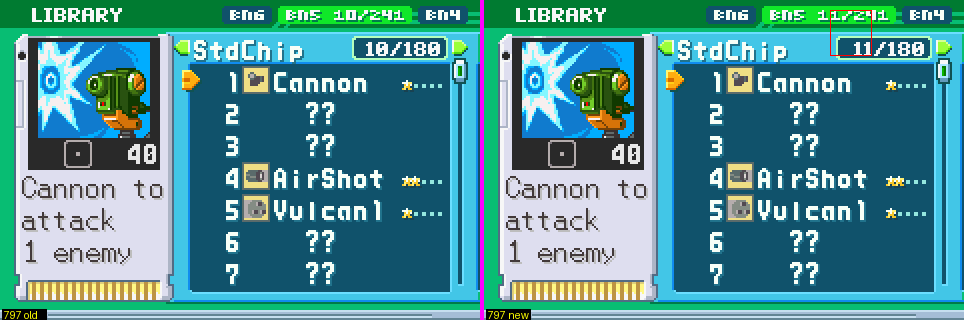 LIBRARY BN6 BN5 10/241 BN4
StdChip 10/180
1 Cannon
2 ??
3 ??
4 AirShot
5 Vulcan1
6 ??
7 ??
40
Cannon to
attack
1 enemy
797 old
LIBRARY BN6 BN5 11/241 BN4
StdChip 11/180
1 Cannon
2 ??
3 ??
4 AirShot
5 Vulcan1
6 ??
7 ??
40
Cannon to
attack
1 enemy
797 new